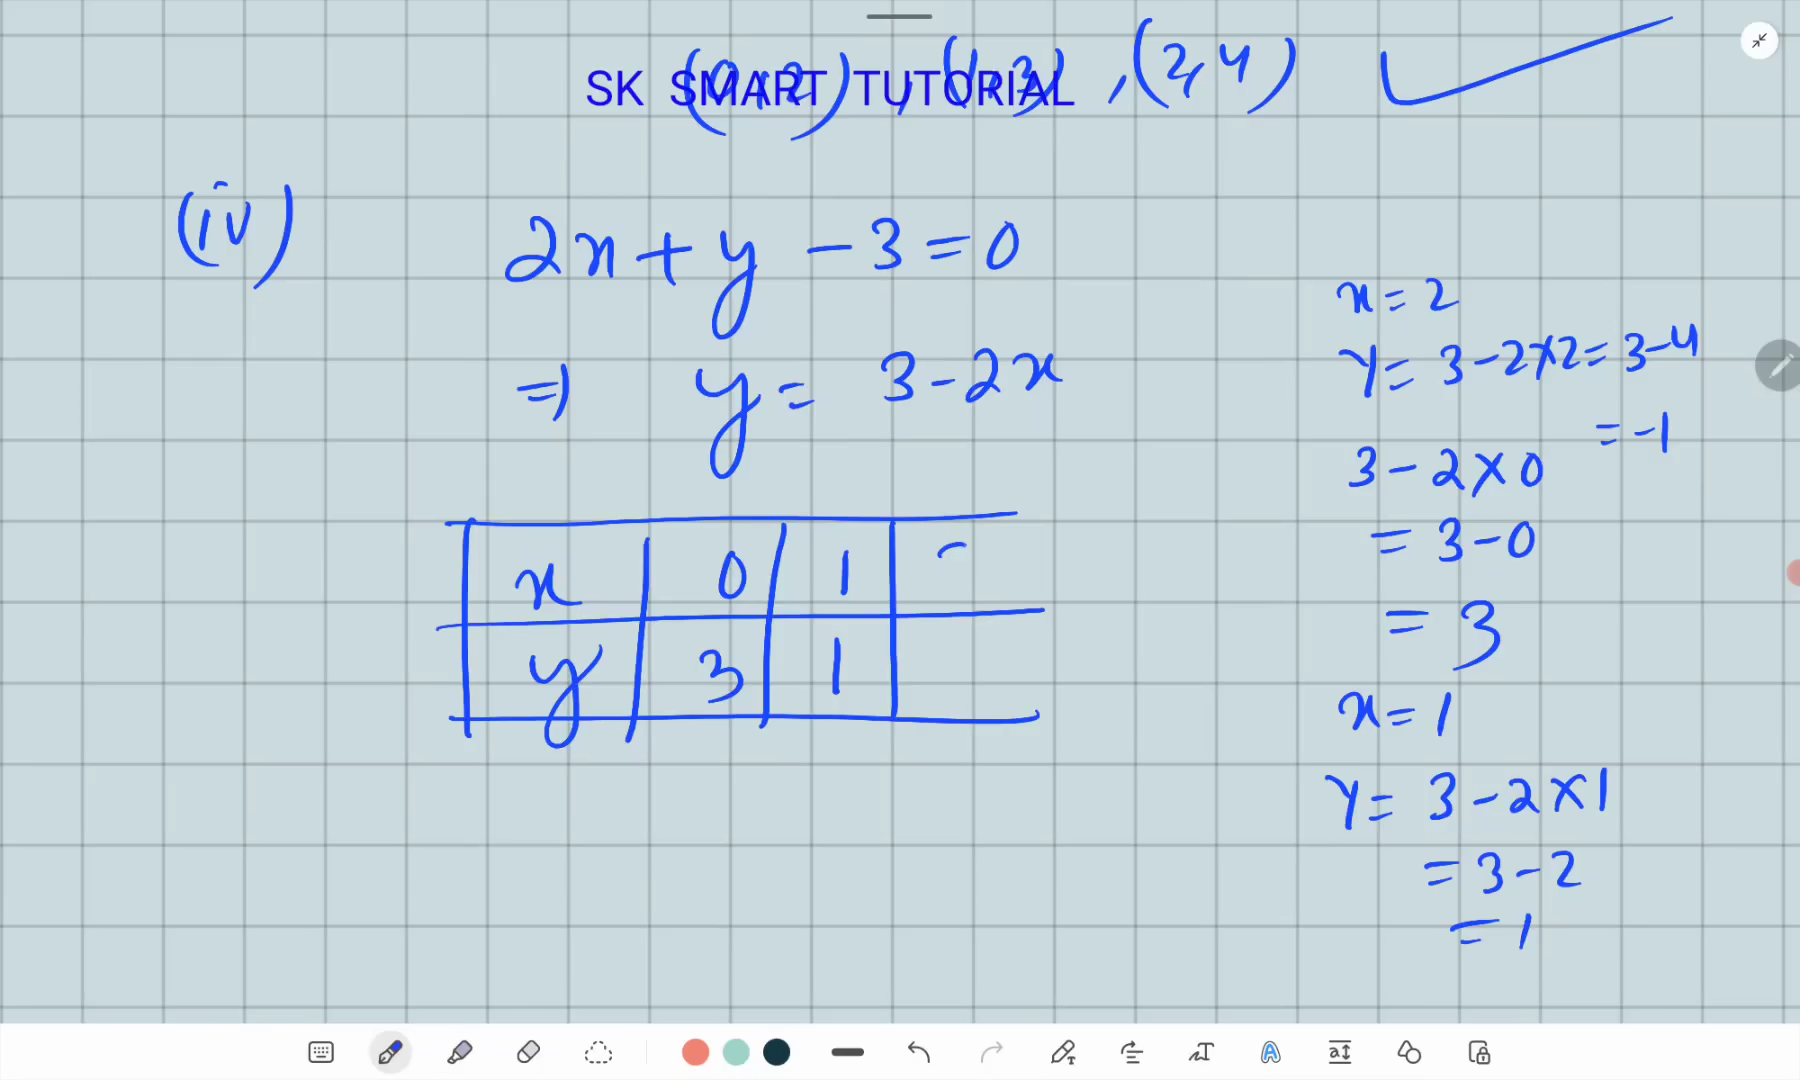 (0,2), (1,3), (2,4)
SK SMART TUTORIAL
(iv) 2x+y-3=0
⇒ y= 3-2x
x 0 1
y 3 1
x=2
y= 3-2×2=3-4
=-1
3-2×0
= 3-0
= 3
x=1
y= 3-2×1
=3-2
=1